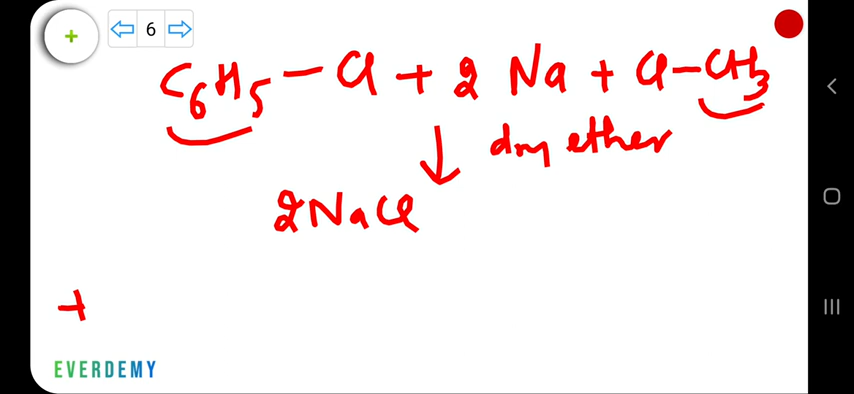 6
C6H5 — Cl + 2 Na + Cl — CH3
↓ dry ether
2NaCl
+
EVERDEMY